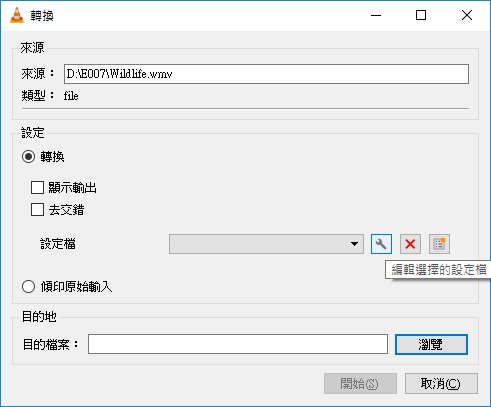 轉換
來源
來源：
D:\E007\Wildlife.wmv
類型： file
設定
轉換
顯示輸出
去交錯
設定檔
編輯選擇的設定檔
傾印原始輸入
目的地
目的檔案：
瀏覽
開始(S)
取消(C)